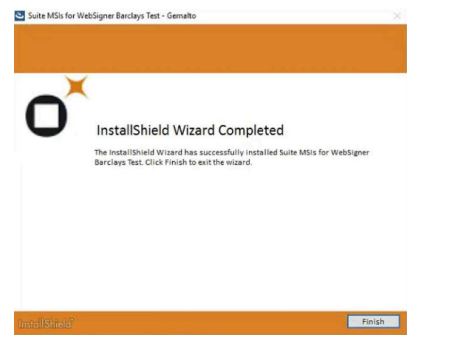 Suite MSIs for WebSigner Barclays Test - Gemalto
InstallShield Wizard Completed
The InstallShield Wizard has successfully installed Suite MSIs for WebSigner
Barclays Test. Click Finish to exit the wizard.
InstallShield
Finish